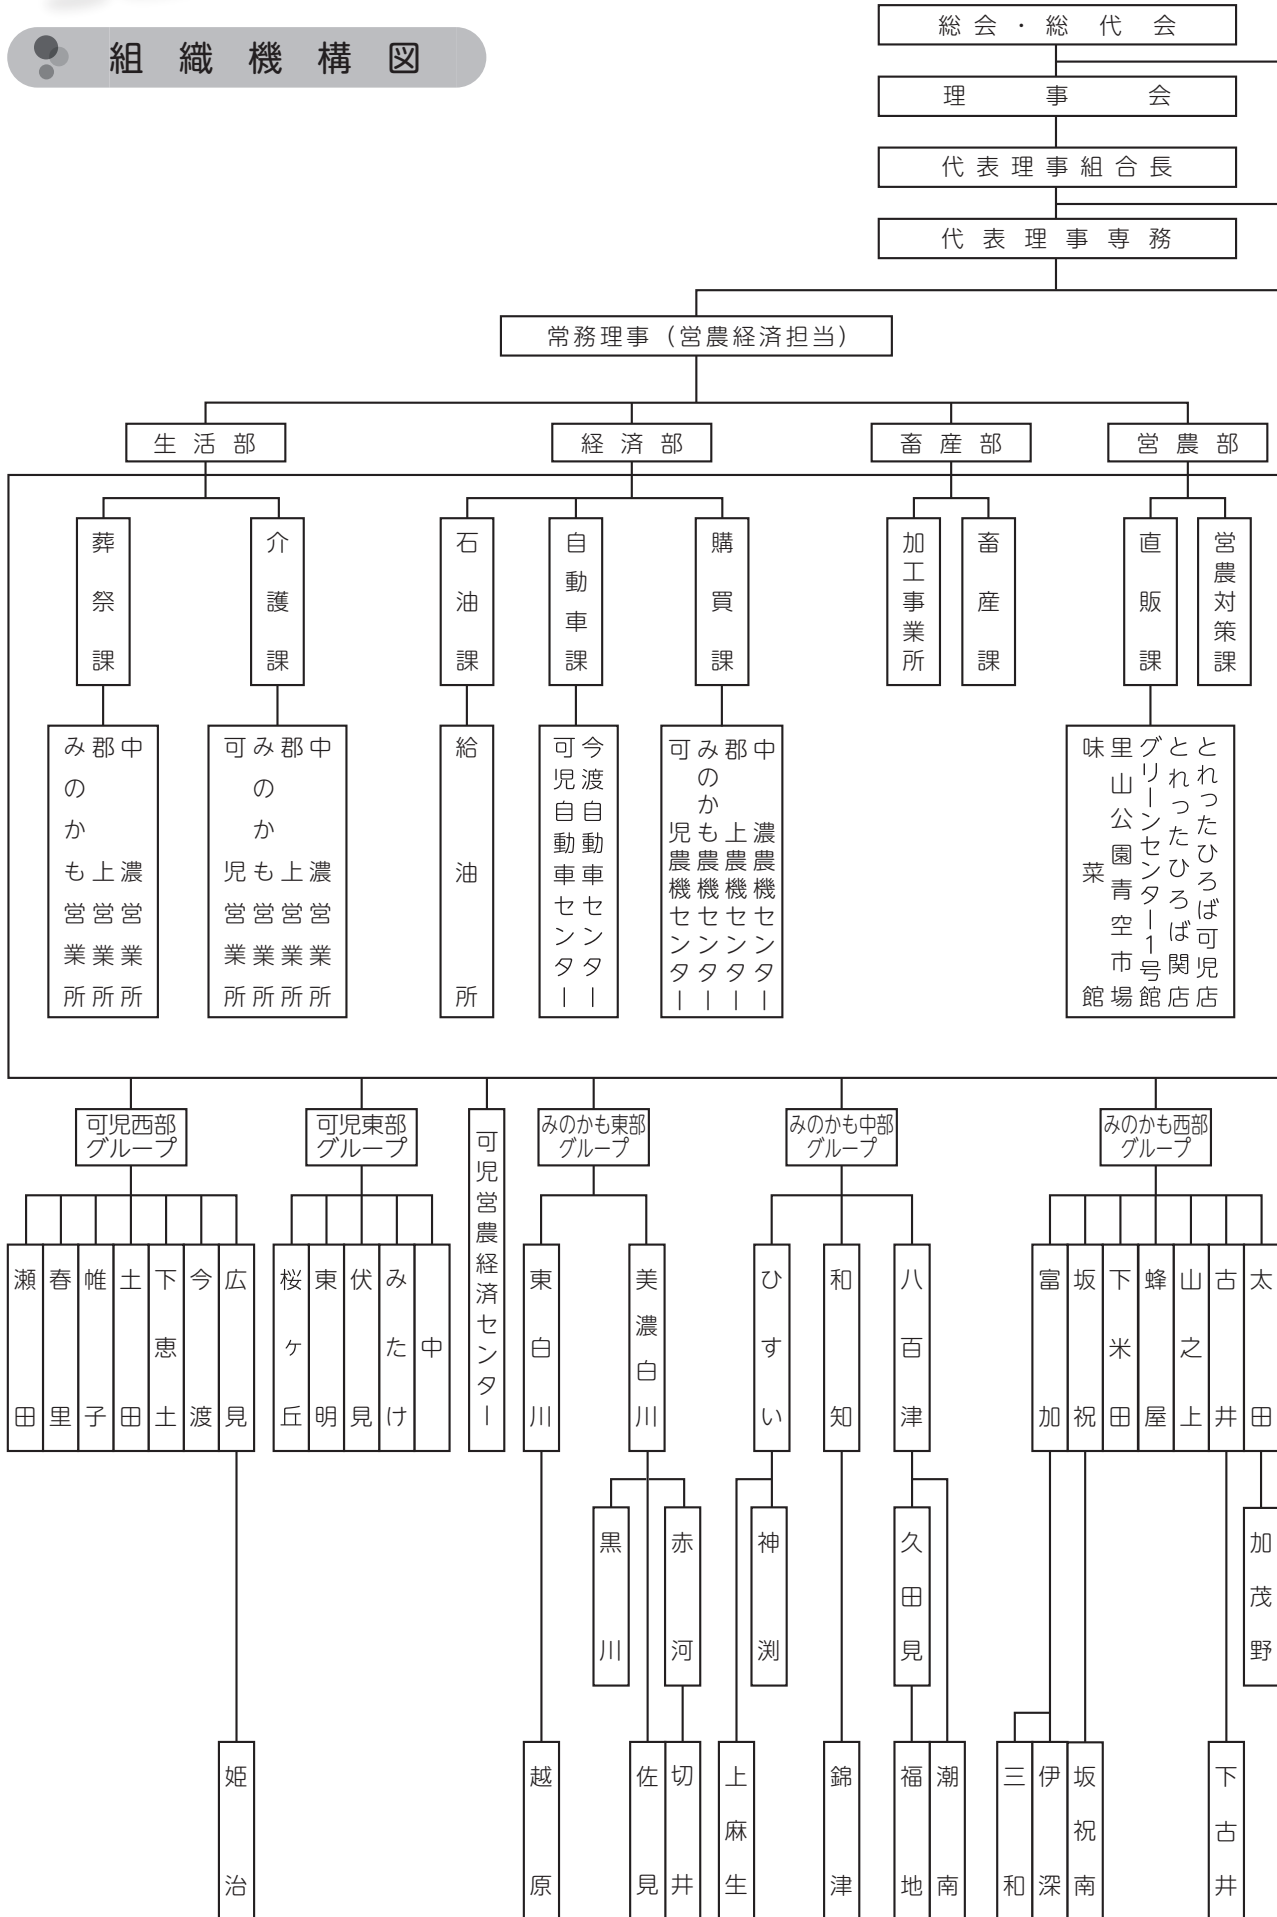 組織機構図
総会・総代会
理事会
代表理事組合長
代表理事専務
常務理事(営農経済担当)
生活部
経済部
畜産部
営農部
葬祭課
介護課
石油課
自動車課
購買課
加工事業所
畜産課
直販課
営農対策課
中濃営業所
郡上営業所
みのかも営業所
中濃営業所
郡上営業所
みのかも営業所
可児営業所
給油所
今渡自動車センター
可児自動車センター
中濃農機センター
郡上農機センター
みのかも農機センター
可児農機センター
とれったひろば可児店
とれったひろば関店
グリーンセンター1号館
里山公園青空市場
味菜館
可児西部
グループ
可児東部
グループ
可児営農経済センター
みのかも東部
グループ
みのかも中部
グループ
みのかも西部
グループ
瀬田
春里
帷子
土田
下恵土
今渡
広見
桜ヶ丘
東明
伏見
みたけ
中
東白川
美濃白川
ひすい
和知
八百津
富加
坂祝
下米田
蜂屋
山之上
古井
太田
黒川
赤河
神渕
久田見
加茂野
姫治
越原
佐見
切井
上麻生
錦津
福地
潮南
三和
伊深
坂祝南
下古井